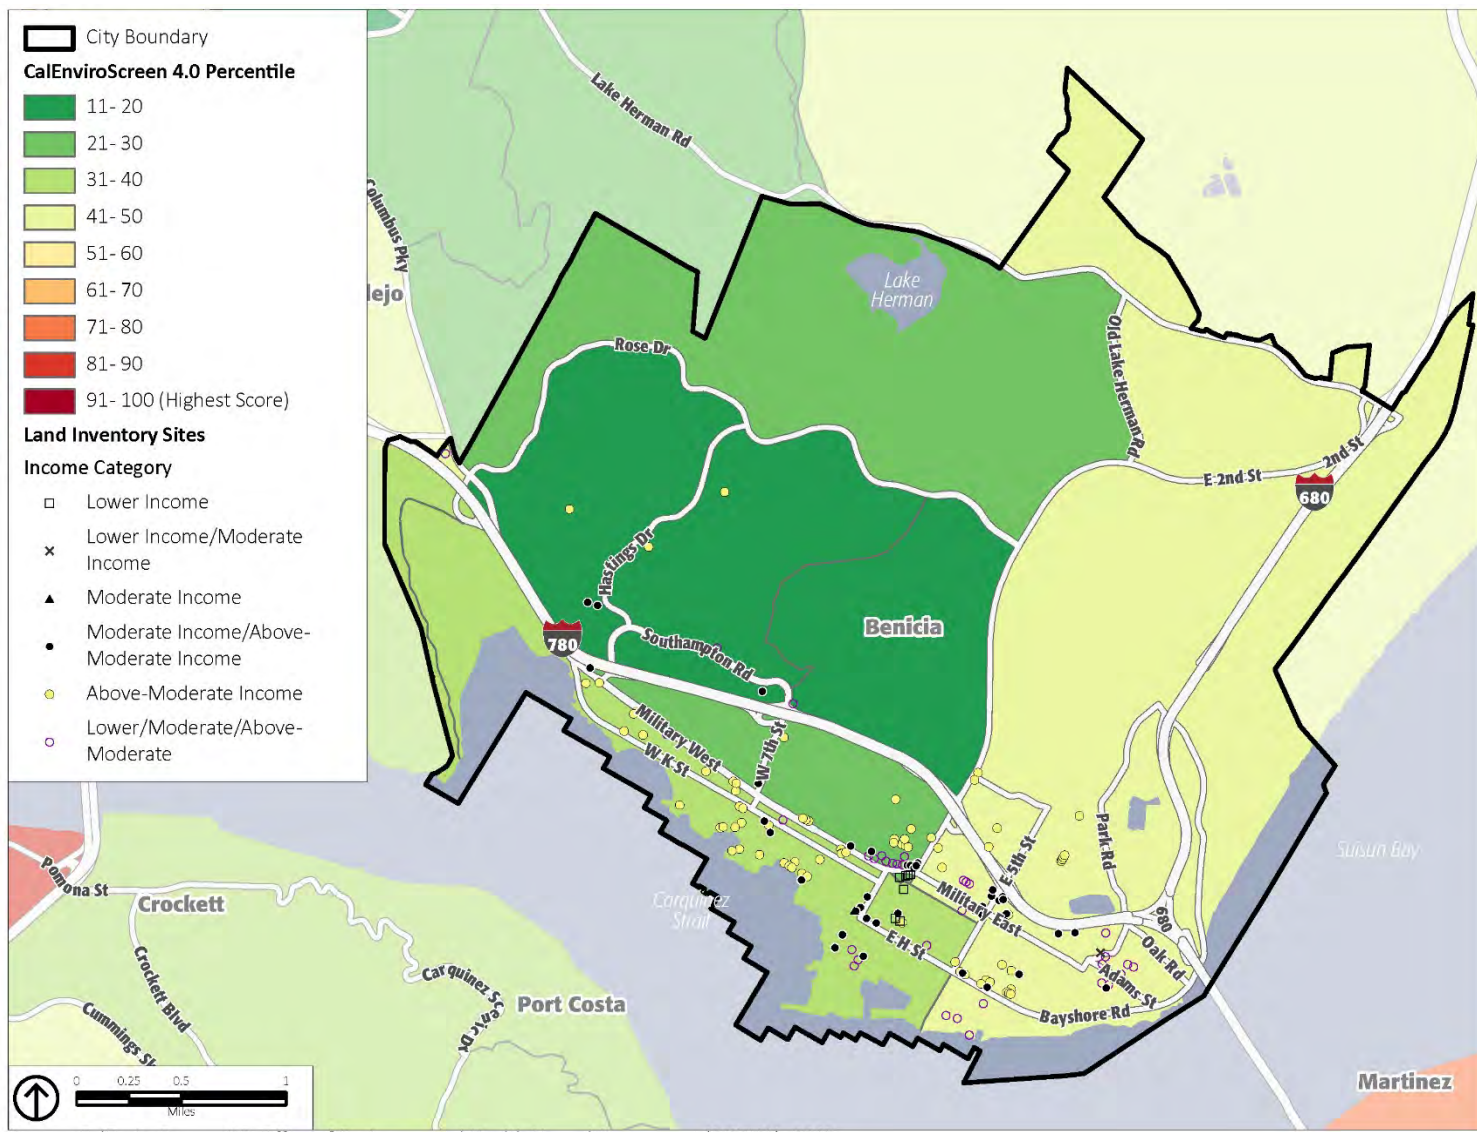 City Boundary
CalEnviroScreen 4.0 Percentile
11- 20
21- 30
31- 40
41- 50
51- 60
61- 70
71- 80
81- 90
91- 100 (Highest Score)
Land Inventory Sites
Income Category
Lower Income
Lower Income/Moderate
Income
Moderate Income
Moderate Income/Above-
Moderate Income
Above-Moderate Income
Lower/Moderate/Above-
Moderate
Lake Herman Rd
Columbus Pky
llejo
Lake
Herman
Rose Dr
Old Lake Herman Rd
E 2nd St
2nd St
680
Hastings Dr
Benicia
780
Southampton Rd
Military West
W K St
W 7th St
E 5th St
Park Rd
Suisun Bay
Pomona St
Crockett
Carquinez
Strait
Military East
680
E H St
Oak Rd
Adams St
Bayshore Rd
Crockett Blvd
Carquinez Scenic Dr
Port Costa
Cummings Sk
Martinez
0 0.25 0.5 1
Miles